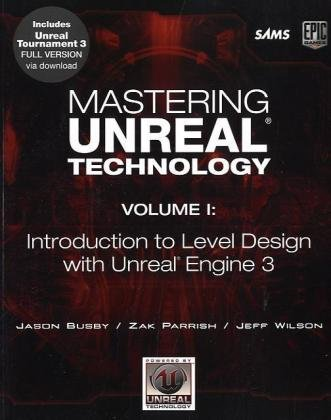 Includes
Unreal
Tournament 3
FULL VERSION
via download
SAMS
EPIC
GAMES
MASTERING
UNREAL®
TECHNOLOGY
VOLUME I:
Introduction to Level Design
with Unreal® Engine 3
JASON BUSBY / ZAK PARRISH / JEFF WILSON
POWERED BY
UNREAL
TECHNOLOGY